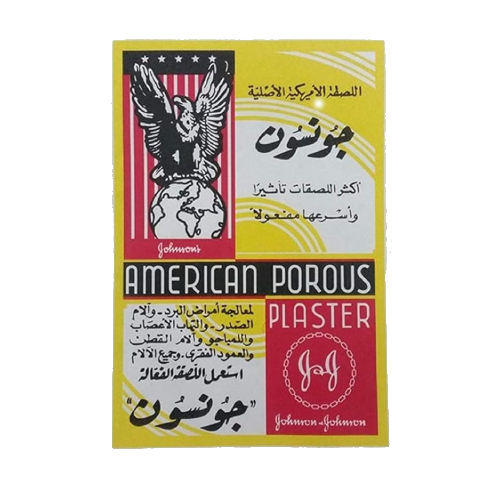 اللصقة الأمريكية الأصلية
جونسون
أكثر اللصقات تأثيرًا
وأسرعها مفعولاً
Johnson's
AMERICAN POROUS
PLASTER
لمعالجة أمراض البرد - وآلام
الصدر - والتهاب الأعصاب
واللمباجو وآلام القطن
والعمود الفقري - وجميع الآلام
استعمل اللصقة الفعالة
"جونسون"
J&J
Johnson & Johnson